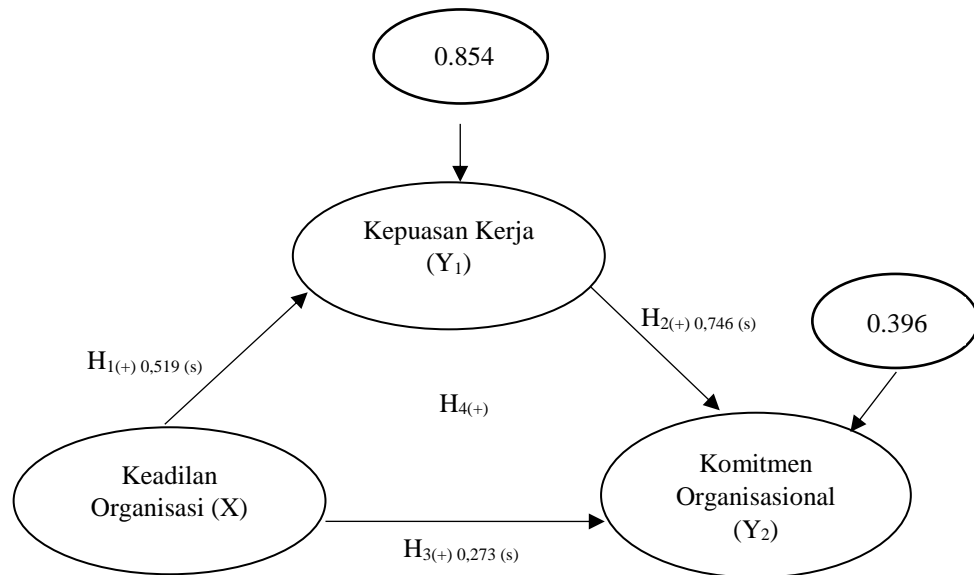 0.854
Kepuasan Kerja
(Y₁)
0.396
H₂₍₊₎ 0,746 (s)
H₁₍₊₎ 0,519 (s)
H₄₍₊₎
Keadilan
Organisasi (X)
Komitmen
Organisasional
(Y₂)
H₃₍₊₎ 0,273 (s)